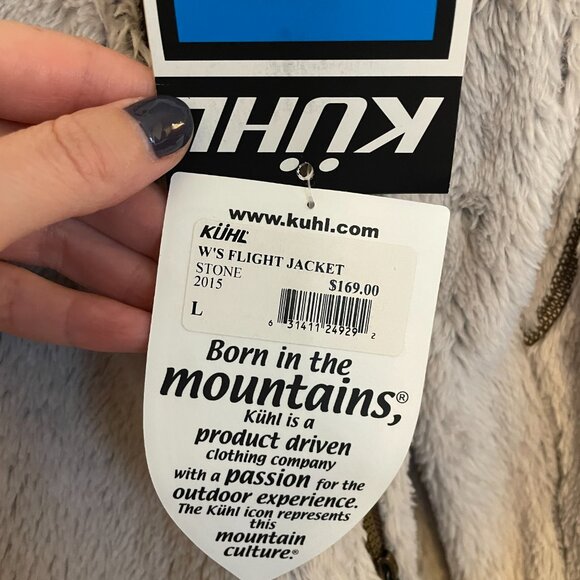 KÜHL
www.kuhl.com
KÜHL®
W'S FLIGHT JACKET
STONE
2015
$169.00
L
6 31411 24929 2
Born in the
mountains,®
Kühl is a
product driven
clothing company
with a passion for the
outdoor experience.
The Kühl icon represents
this
mountain
culture.®